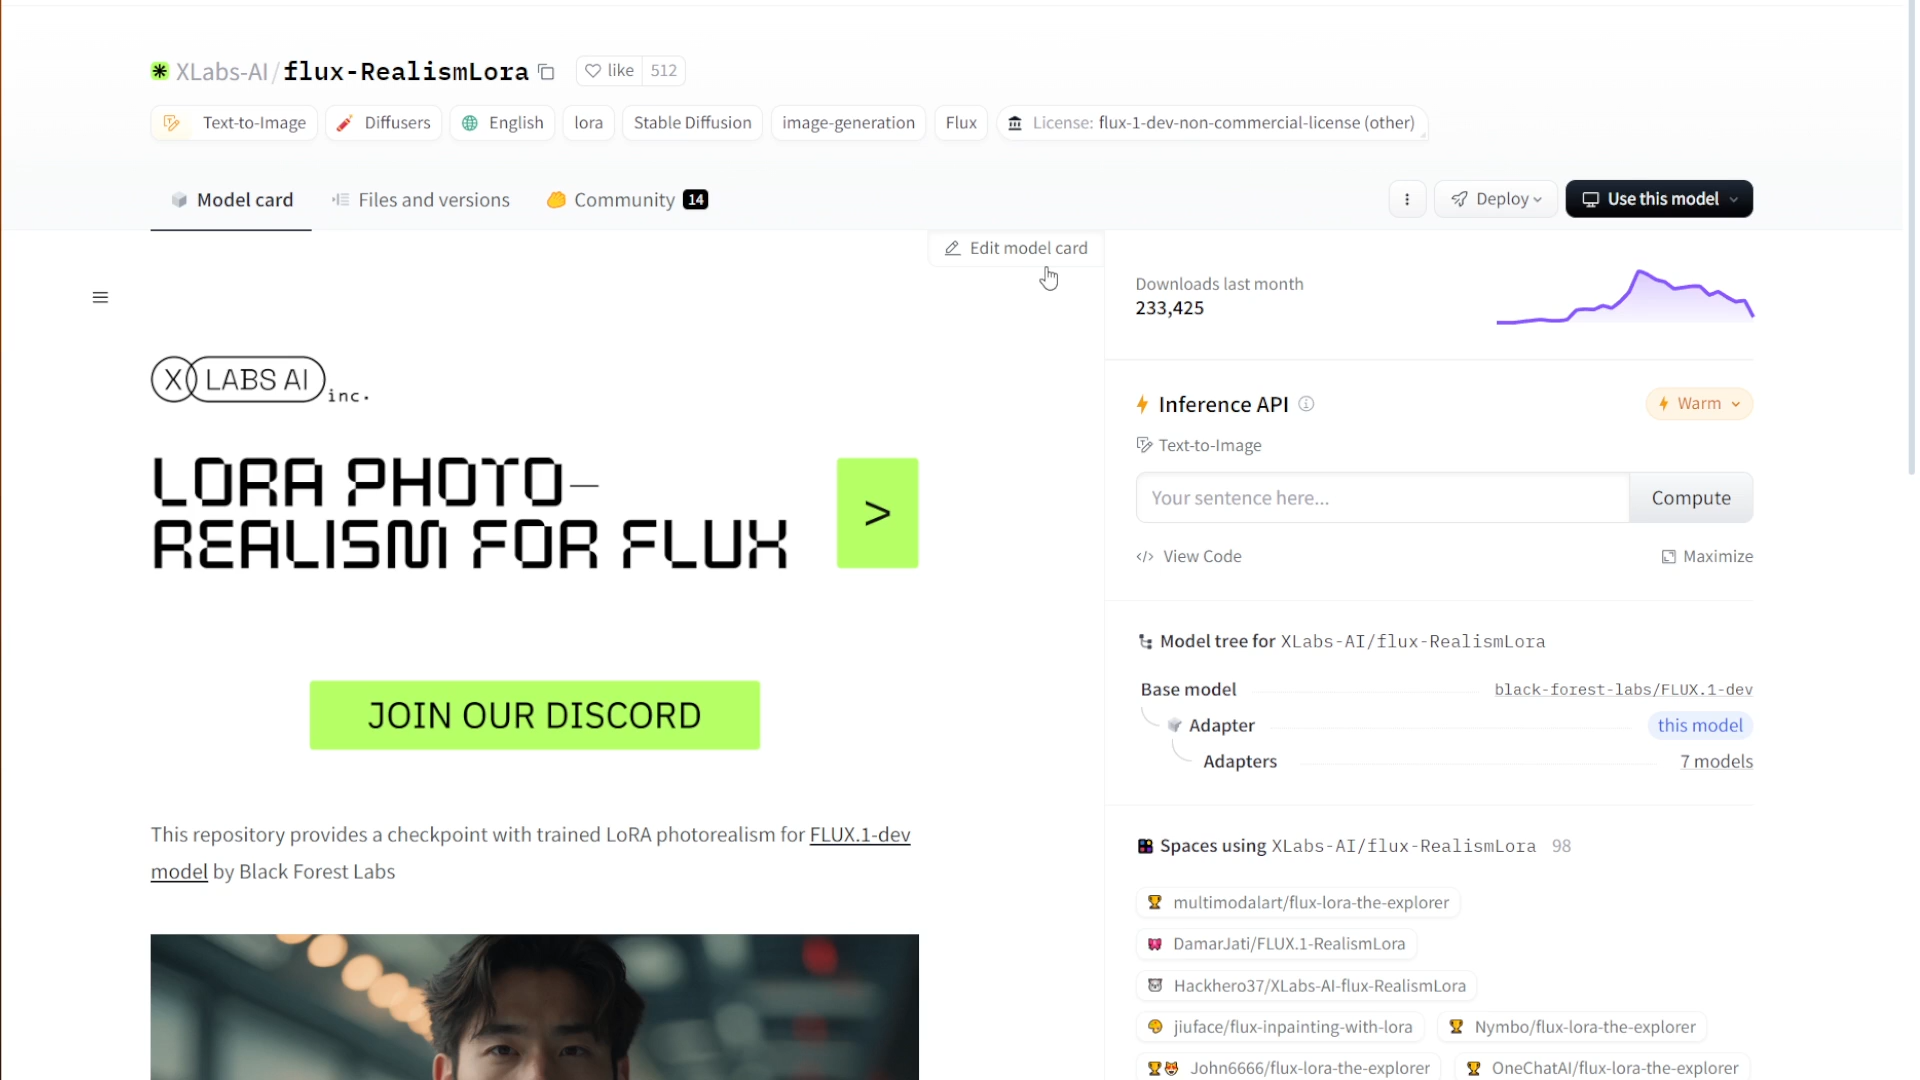 XLabs-AI/flux-RealismLora
like 512
Text-to-Image Diffusers English lora Stable Diffusion image-generation Flux License: flux-1-dev-non-commercial-license (other)
Model card Files and versions Community 14
Deploy Use this model
Edit model card
X LABS AI inc.
LORA PHOTO-
REALISM FOR FLUX
>
JOIN OUR DISCORD
This repository provides a checkpoint with trained LoRA photorealism for FLUX.1-dev
model by Black Forest Labs
Downloads last month
233,425
Inference API Warm
Text-to-Image
Your sentence here... Compute
View Code Maximize
Model tree for XLabs-AI/flux-RealismLora
Base model black-forest-labs/FLUX.1-dev
Adapter this model
Adapters 7 models
Spaces using XLabs-AI/flux-RealismLora 98
multimodalart/flux-lora-the-explorer
DamarJati/FLUX.1-RealismLora
Hackhero37/XLabs-AI-flux-RealismLora
jiuface/flux-inpainting-with-lora Nymbo/flux-lora-the-explorer
John6666/flux-lora-the-explorer OneChatAI/flux-lora-the-explorer